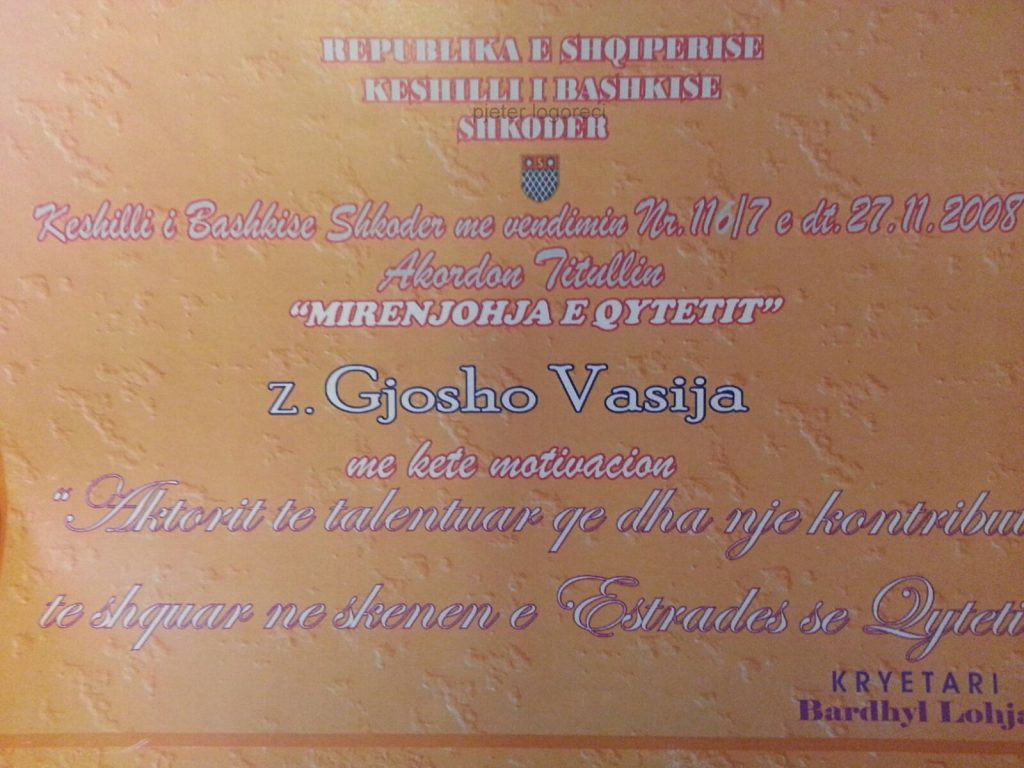 REPUBLIKA E SHQIPERISE
KESHILLI I BASHKISE
pieter logoreci
SHKODER
S
Keshilli i Bashkise Shkoder me vendimin Nr.116/7 e dt.27.11.2008
Akordon Titullin
“MIRENJOHJA E QYTETIT”
z. Gjosho Vasija
me kete motivacion
“Aktorit te talentuar qe dha nje kontribut
te shquar ne skenen e Estrades se Qyteti
KRYETARI
Bardhyl Lohja